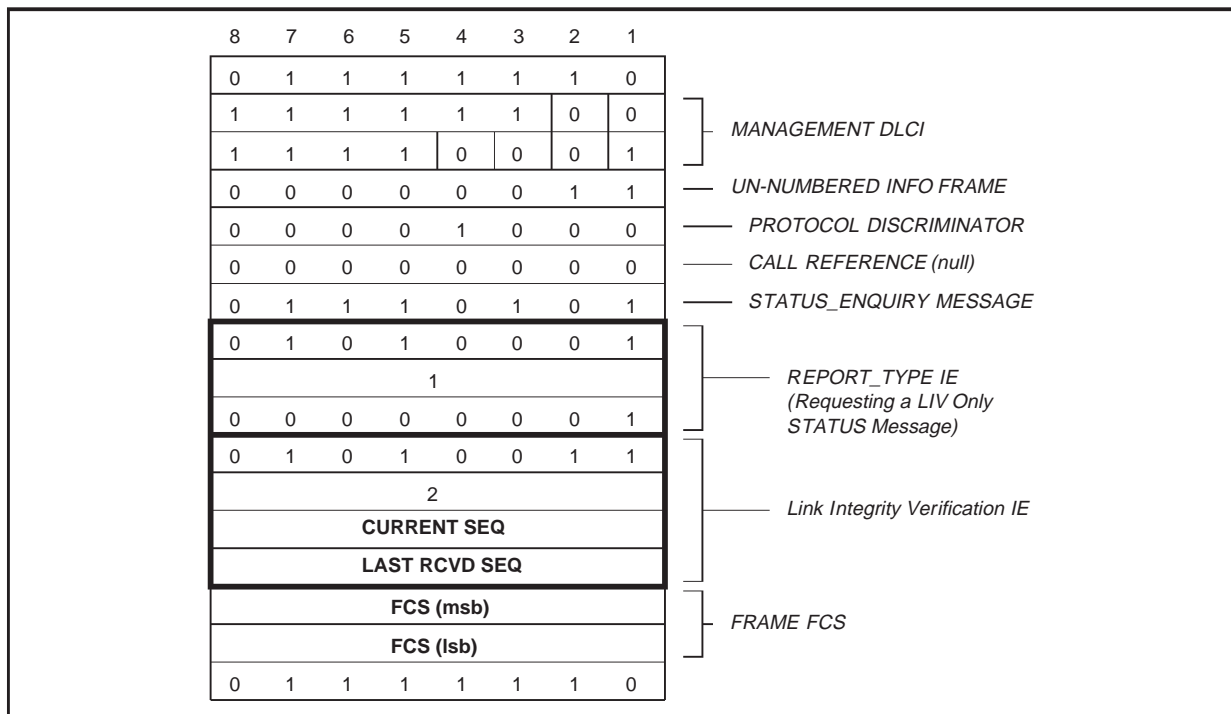 8 7 6 5 4 3 2 1
0 1 1 1 1 1 1 0
1 1 1 1 1 1 0 0
MANAGEMENT DLCI
1 1 1 1 0 0 0 1
0 0 0 0 0 0 1 1 UN-NUMBERED INFO FRAME
0 0 0 0 1 0 0 0 PROTOCOL DISCRIMINATOR
0 0 0 0 0 0 0 0 CALL REFERENCE (null)
0 1 1 1 0 1 0 1 STATUS_ENQUIRY MESSAGE
0 1 0 1 0 0 0 1
1 REPORT_TYPE IE
(Requesting a LIV Only
0 0 0 0 0 0 0 1 STATUS Message)
0 1 0 1 0 0 1 1
2
Link Integrity Verification IE
CURRENT SEQ
LAST RCVD SEQ
FCS (msb)
FRAME FCS
FCS (lsb)
0 1 1 1 1 1 1 0